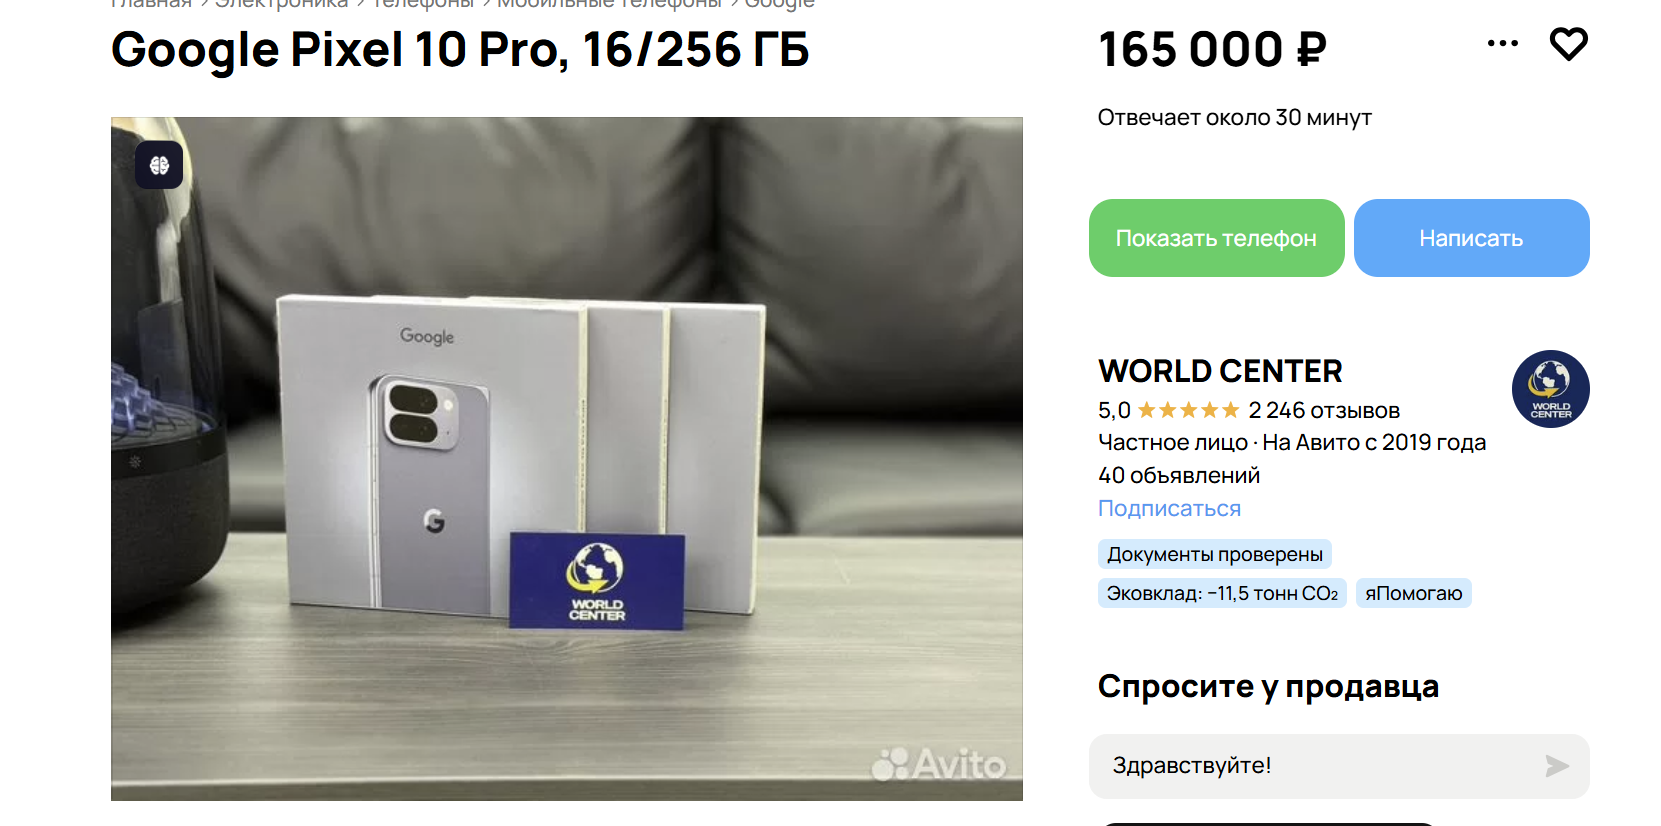 Главная > Электроника > Телефоны > Мобильные телефоны > Google
Google Pixel 10 Pro, 16/256 ГБ
165 000 ₽
Отвечает около 30 минут
Показать телефон
Написать
Google
WORLD
CENTER
Avito
WORLD CENTER
5,0 ★★★★★ 2 246 отзывов
Частное лицо · На Авито с 2019 года
40 объявлений
Подписаться
WORLD
CENTER
Документы проверены
Эковклад: −11,5 тонн CO₂
яПомогаю
Спросите у продавца
Здравствуйте!